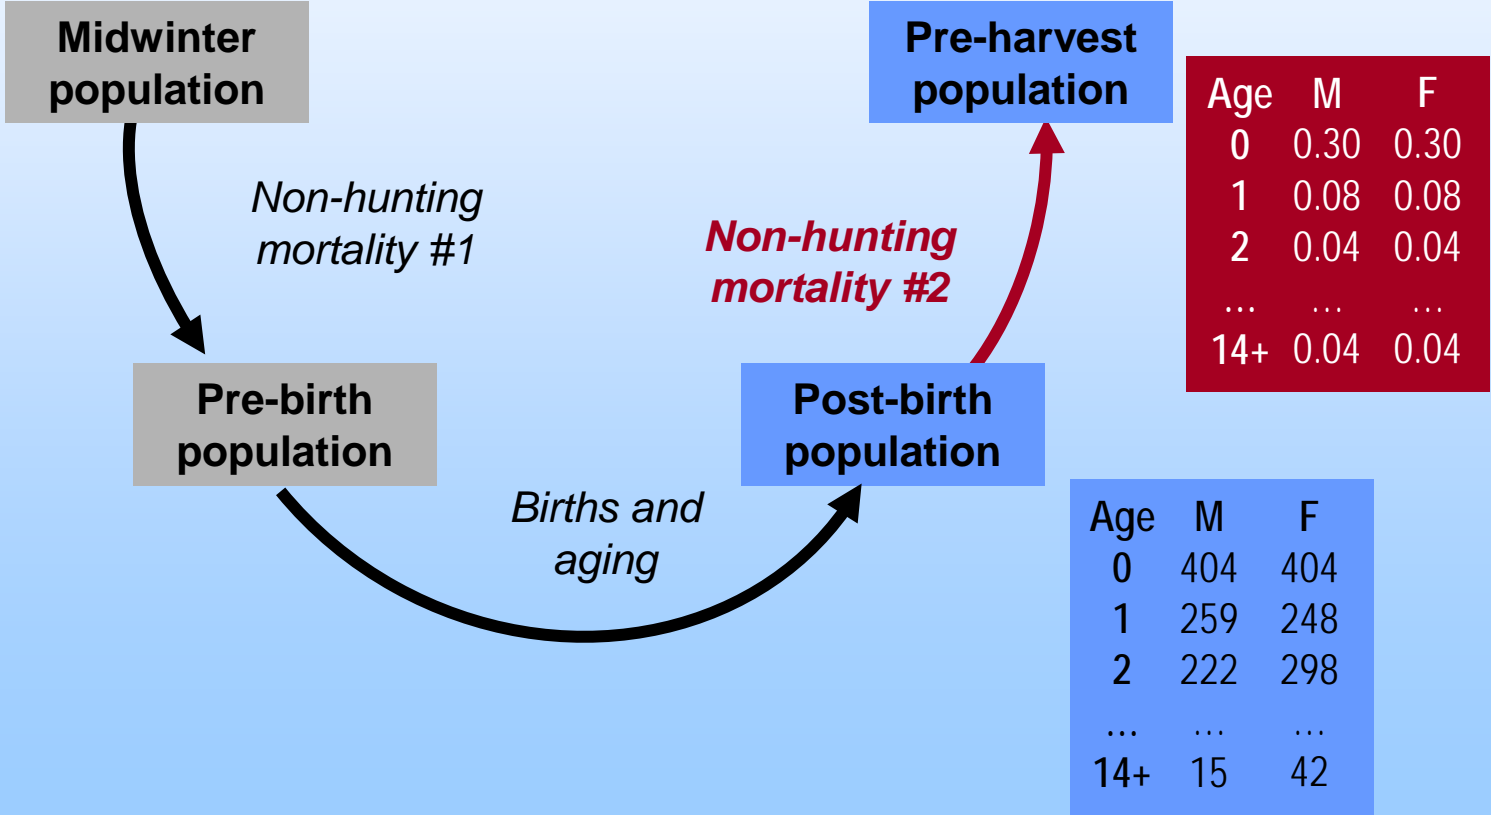 Midwinter
population
Pre-harvest
population
Age M F
0 0.30 0.30
1 0.08 0.08
2 0.04 0.04
... ... ...
14+ 0.04 0.04
Non-hunting
mortality #1
Non-hunting
mortality #2
Pre-birth
population
Post-birth
population
Births and
aging
Age M F
0 404 404
1 259 248
2 222 298
... ... ...
14+ 15 42